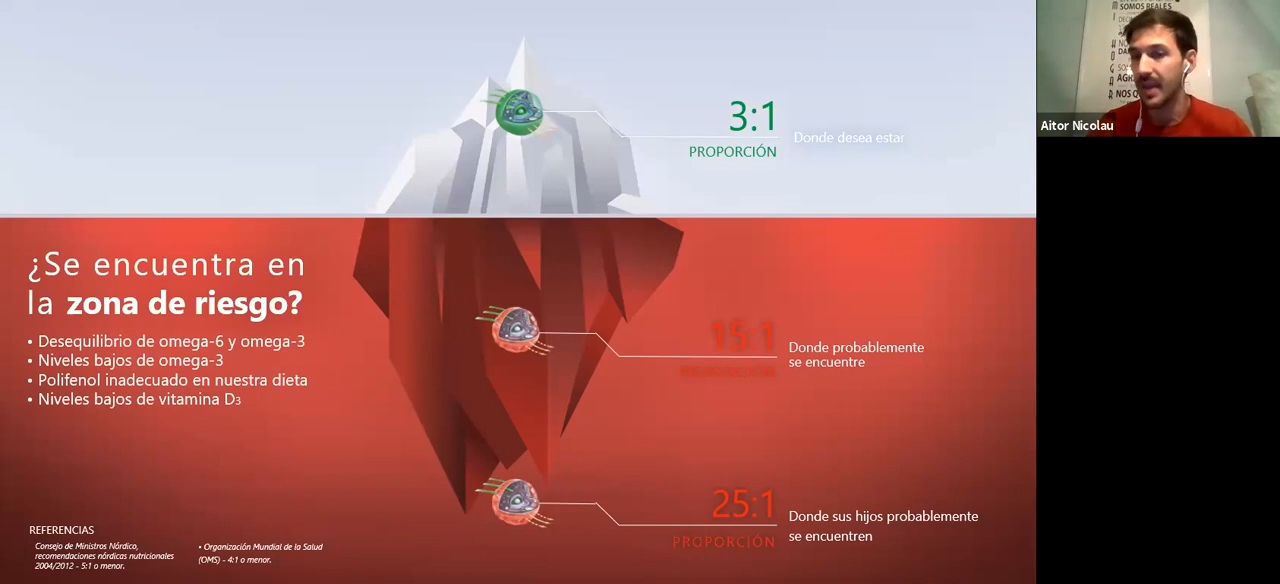 3:1
PROPORCIÓN
Donde desea estar
¿Se encuentra en
la zona de riesgo?
• Desequilibrio de omega-6 y omega-3
• Niveles bajos de omega-3
• Polifenol inadecuado en nuestra dieta
• Niveles bajos de vitamina D3
15:1
Donde probablemente
se encuentre
25:1
PROPORCIÓN
Donde sus hijos probablemente
se encuentren
REFERENCIAS
Consejo de Ministros Nórdico,
recomendaciones nórdicas nutricionales
2004/2012 - 5:1 o menor.
• Organización Mundial de la Salud
(OMS) - 4:1 o menor.
SOMOS REALES
Aitor Nicolau